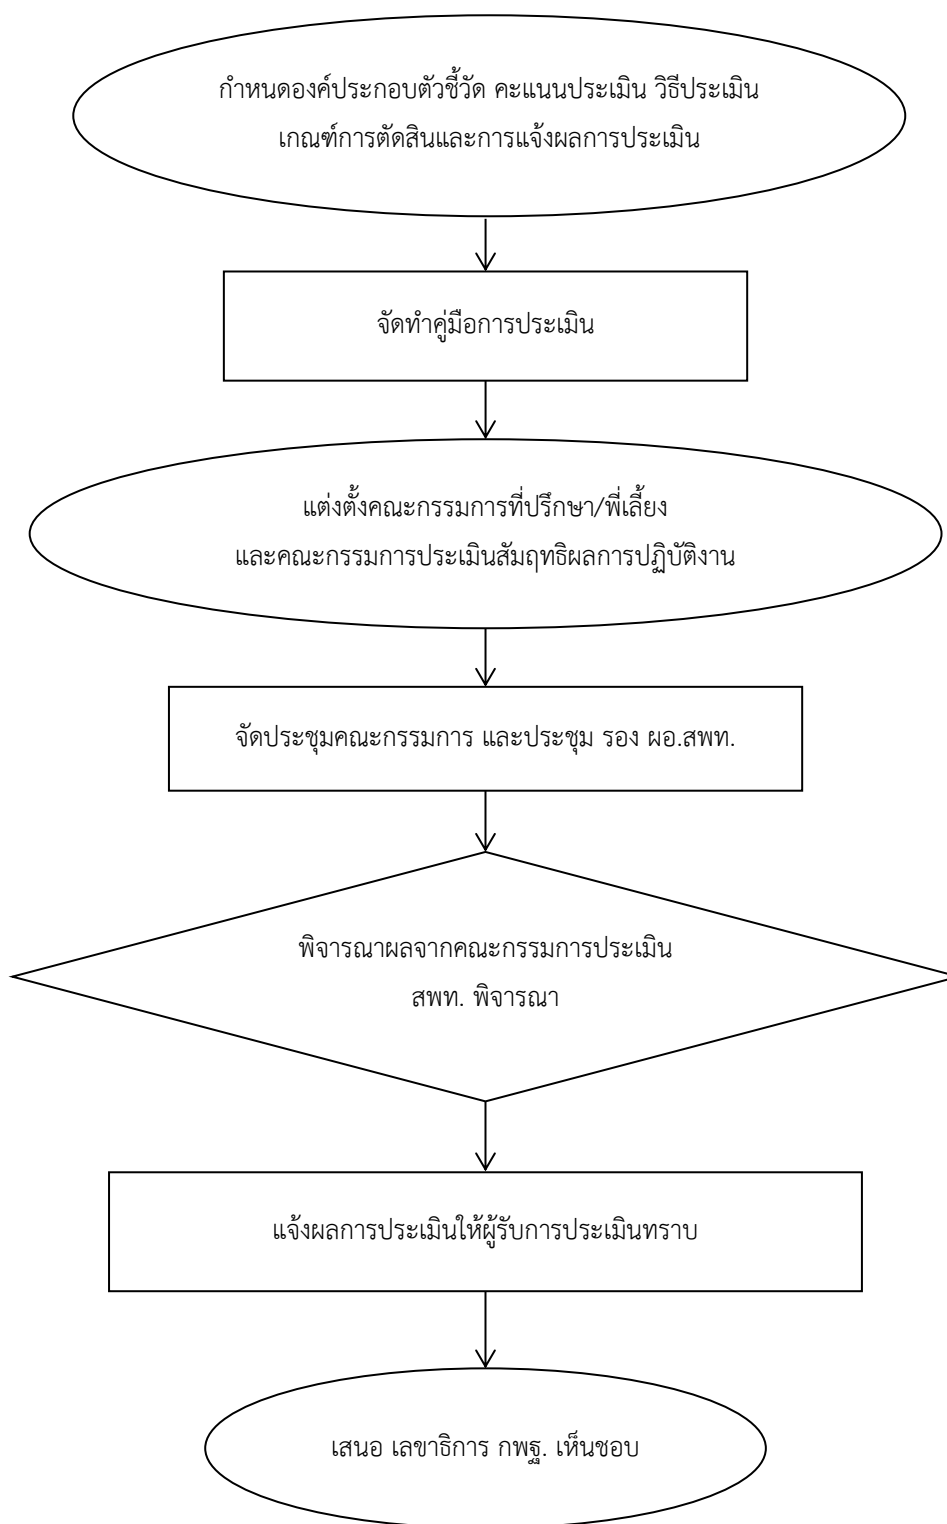 กำหนดองค์ประกอบตัวชี้วัด คะแนนประเมิน วิธีประเมิน
เกณฑ์การตัดสินและการแจ้งผลการประเมิน
จัดทำคู่มือการประเมิน
แต่งตั้งคณะกรรมการที่ปรึกษา/พี่เลี้ยง
และคณะกรรมการประเมินสัมฤทธิผลการปฏิบัติงาน
จัดประชุมคณะกรรมการ และประชุม รอง ผอ.สพท.
พิจารณาผลจากคณะกรรมการประเมิน
สพท. พิจารณา
แจ้งผลการประเมินให้ผู้รับการประเมินทราบ
เสนอ เลขาธิการ กพฐ. เห็นชอบ